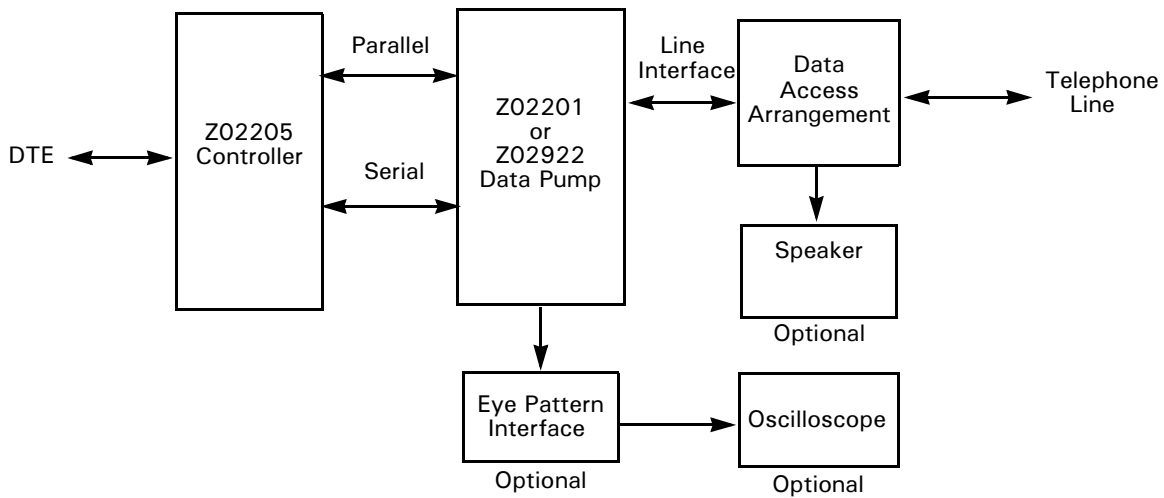 DTE
Z02205
Controller
Parallel
Serial
Z02201
or
Z02922
Data Pump
Line
Interface
Data
Access
Arrangement
Telephone
Line
Speaker
Optional
Eye Pattern
Interface
Optional
Oscilloscope
Optional